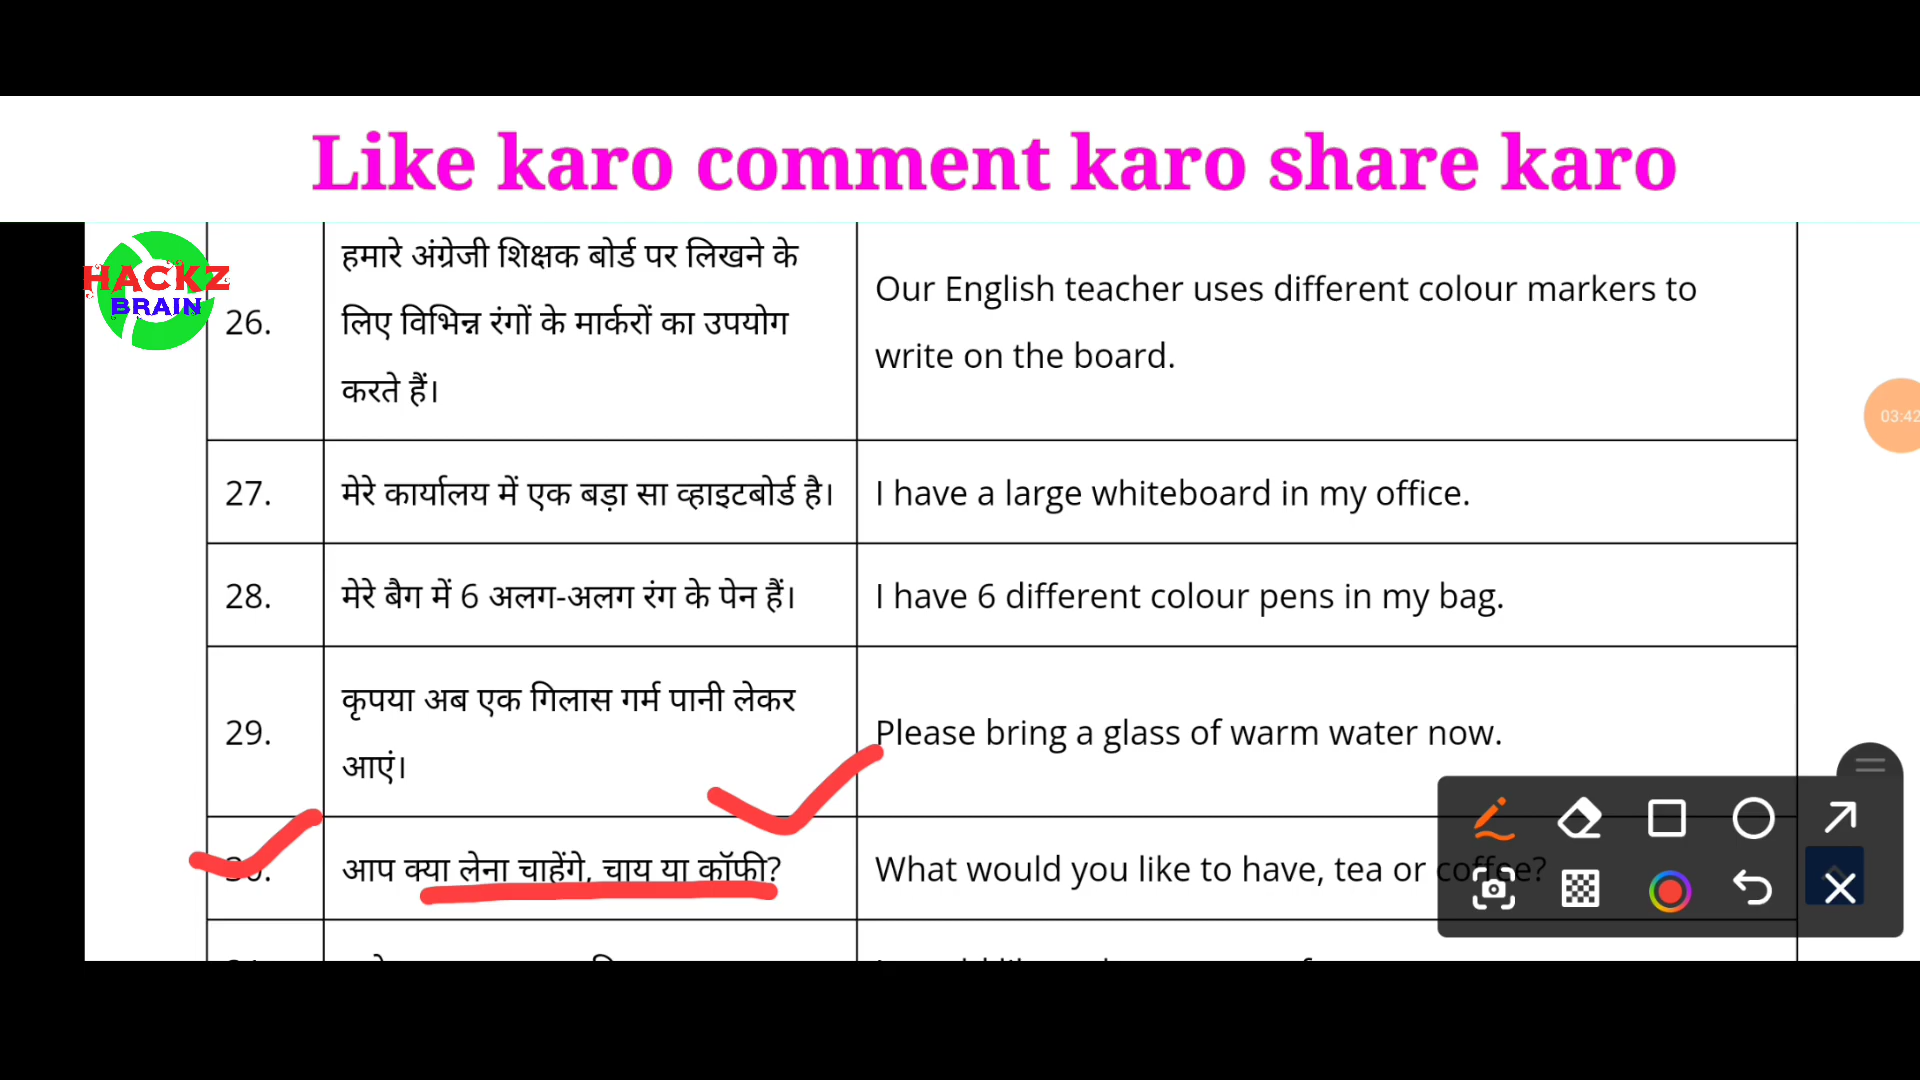 Like karo comment karo share karo
HACKZ
BRAIN
26.
हमारे अंग्रेजी शिक्षक बोर्ड पर लिखने के
लिए विभिन्न रंगों के मार्करों का उपयोग
करते हैं।
Our English teacher uses different colour markers to
write on the board.
03:42
27.
मेरे कार्यालय में एक बड़ा सा व्हाइटबोर्ड है।
I have a large whiteboard in my office.
28.
मेरे बैग में 6 अलग-अलग रंग के पेन हैं।
I have 6 different colour pens in my bag.
29.
कृपया अब एक गिलास गर्म पानी लेकर
आएं।
Please bring a glass of warm water now.
30.
आप क्या लेना चाहेंगे, चाय या कॉफी?
What would you like to have, tea or coffee?